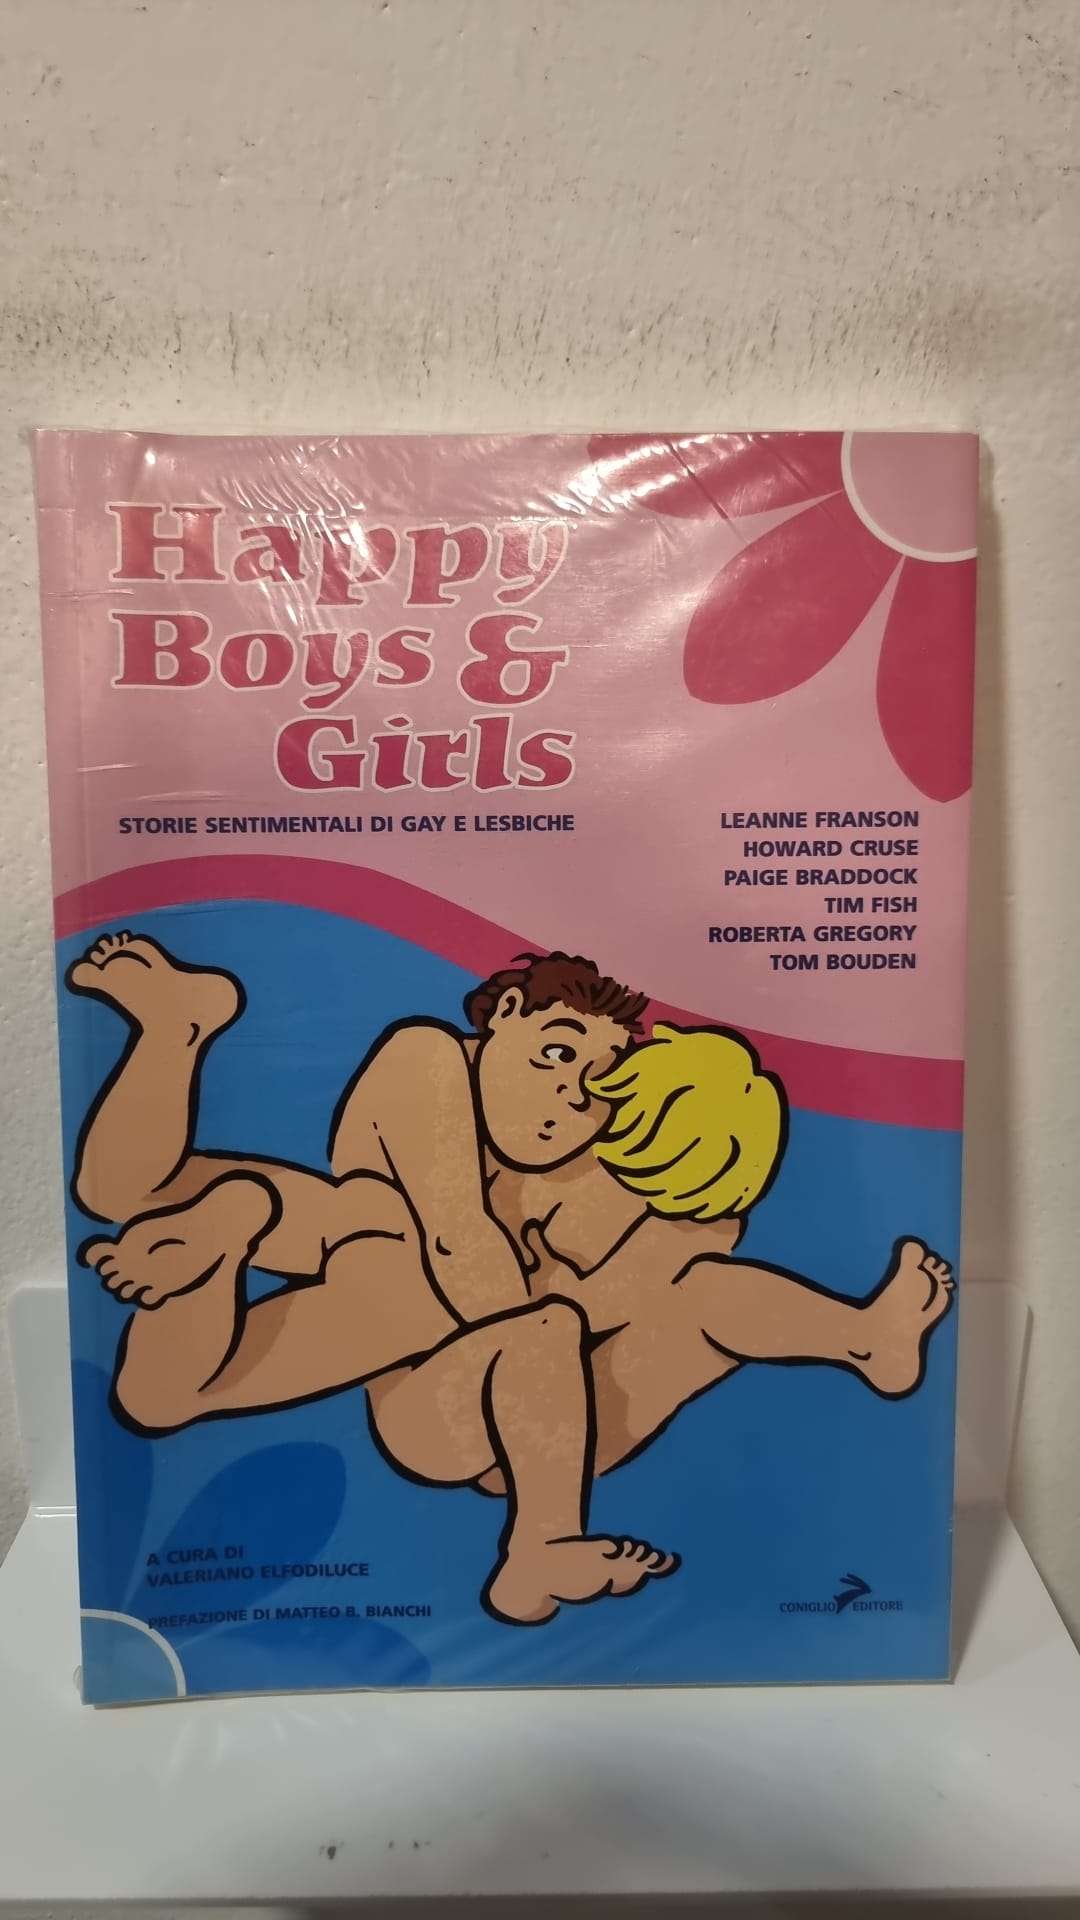 Happy
Boys &
Girls
STORIE SENTIMENTALI DI GAY E LESBICHE
LEANNE FRANSON
HOWARD CRUSE
PAIGE BRADDOCK
TIM FISH
ROBERTA GREGORY
TOM BOUDEN
A CURA DI
VALERIANO ELFODILUCE
PREFAZIONE DI MATTEO B. BIANCHI
CONIGLIO EDITORE